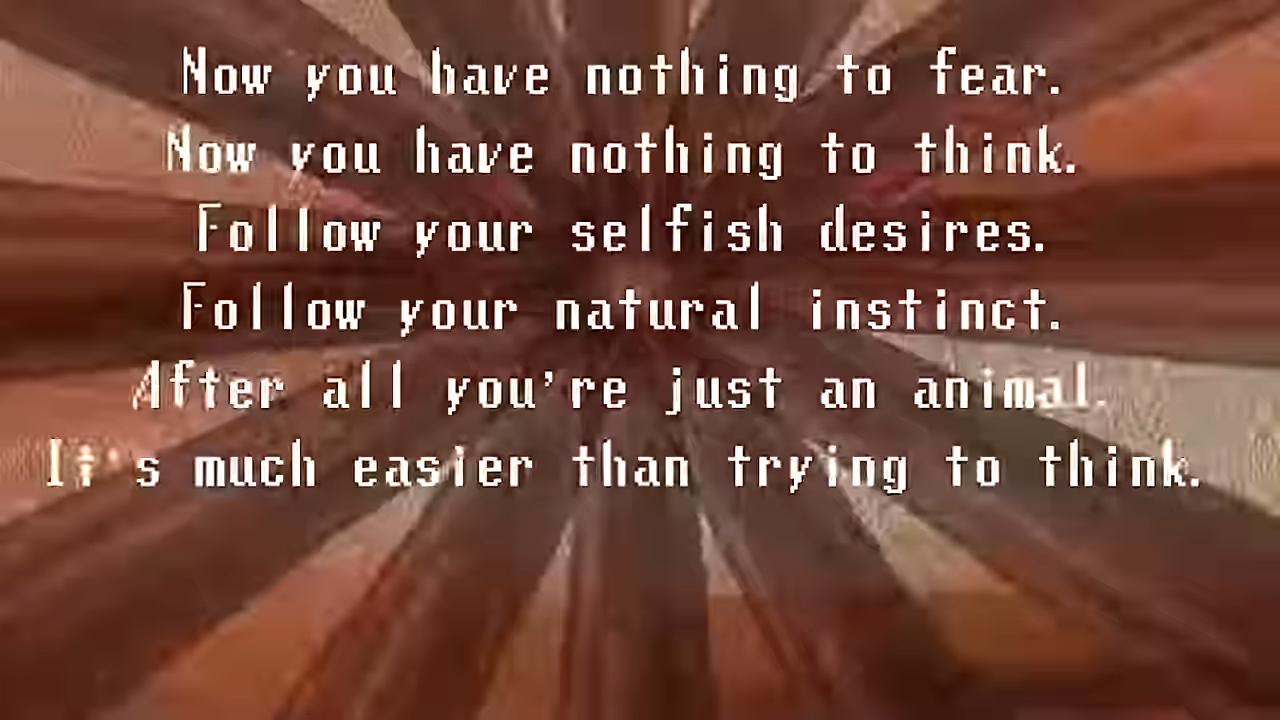 Now you have nothing to fear.
Now you have nothing to think.
Follow your selfish desires.
Follow your natural instinct.
After all you're just an animal.
It's much easier than trying to think.